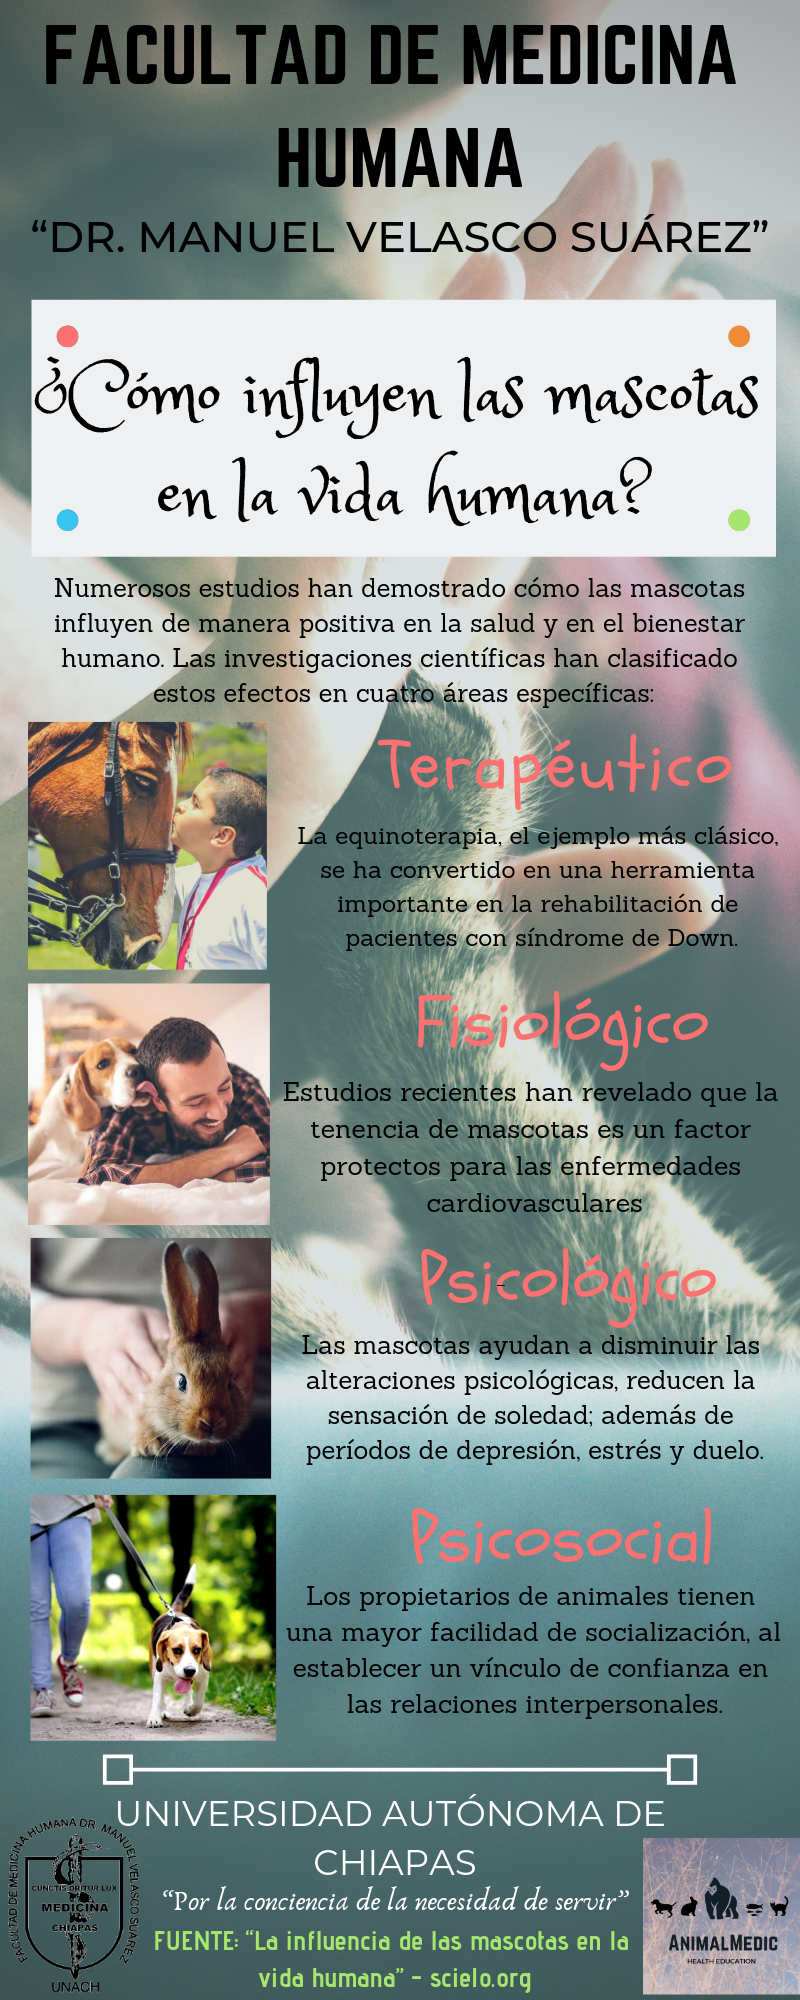 FACULTAD DE MEDICINA
HUMANA
“DR. MANUEL VELASCO SUÁREZ”
¿Cómo influyen las mascotas
en la vida humana?
Numerosos estudios han demostrado cómo las mascotas
influyen de manera positiva en la salud y en el bienestar
humano. Las investigaciones científicas han clasificado
estos efectos en cuatro áreas específicas:
Terapéutico
La equinoterapia, el ejemplo más clásico,
se ha convertido en una herramienta
importante en la rehabilitación de
pacientes con síndrome de Down.
Fisiológico
Estudios recientes han revelado que la
tenencia de mascotas es un factor
protectos para las enfermedades
cardiovasculares
Psicológico
Las mascotas ayudan a disminuir las
alteraciones psicológicas, reducen la
sensación de soledad; además de
períodos de depresión, estrés y duelo.
Psicosocial
Los propietarios de animales tienen
una mayor facilidad de socialización, al
establecer un vínculo de confianza en
las relaciones interpersonales.
UNIVERSIDAD AUTÓNOMA DE
CHIAPAS
“Por la conciencia de la necesidad de servir”
FUENTE: “La influencia de las mascotas en la
vida humana” - scielo.org
FACULTAD DE MEDICINA HUMANA DR. MANUEL VELASCO SUAREZ
CUNCTIS ORITUR LUX
MEDICINA
CHIAPAS
UNACH
ANIMALMEDIC
HEALTH EDUCATION